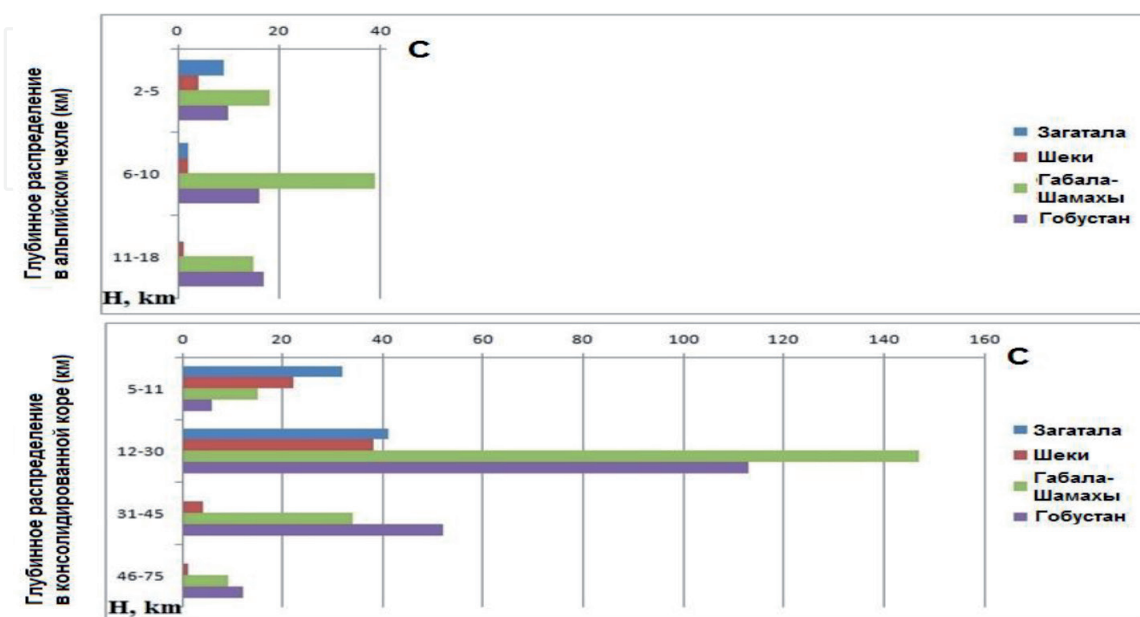 0 20 40 С
Глубинное распределение
в альпийском чехле (км)
2-5
6-10
11-18
H, km
Загатала
Шеки
Габала-
Шамахы
Гобустан
0 20 40 60 80 100 120 140 160 С
Глубинное распределение
в консолидированной коре (км)
5-11
12-30
31-45
46-75
H, km
Загатала
Шеки
Габала-
Шамахы
Гобустан